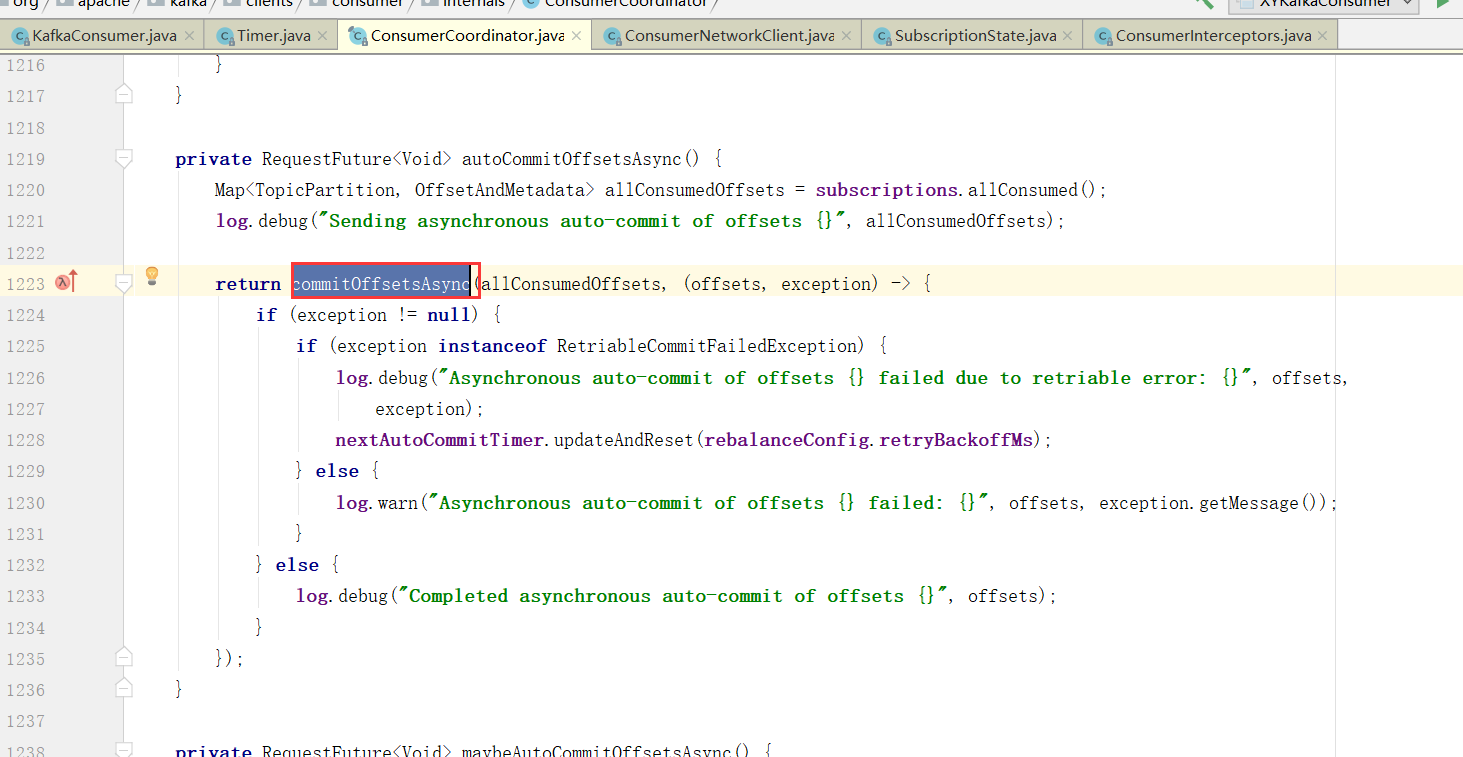 org apache kafka clients consumer internals ConsumerCoordinator XYKafkaConsumer
KafkaConsumer.java Timer.java ConsumerCoordinator.java ConsumerNetworkClient.java SubscriptionState.java ConsumerInterceptors.java
1216 }
1217 }
1218
1219 private RequestFuture<Void> autoCommitOffsetsAsync() {
1220 Map<TopicPartition, OffsetAndMetadata> allConsumedOffsets = subscriptions.allConsumed();
1221 log.debug("Sending asynchronous auto-commit of offsets {}", allConsumedOffsets);
1222
1223 return commitOffsetsAsync(allConsumedOffsets, (offsets, exception) -> {
1224 if (exception != null) {
1225 if (exception instanceof RetriableCommitFailedException) {
1226 log.debug("Asynchronous auto-commit of offsets {} failed due to retriable error: {}", offsets,
1227 exception);
1228 nextAutoCommitTimer.updateAndReset(rebalanceConfig.retryBackoffMs);
1229 } else {
1230 log.warn("Asynchronous auto-commit of offsets {} failed: {}", offsets, exception.getMessage());
1231 }
1232 } else {
1233 log.debug("Completed asynchronous auto-commit of offsets {}", offsets);
1234 }
1235 });
1236 }
1237
1238 private RequestFuture<Void> maybeAutoCommitOffsetsAsync() {